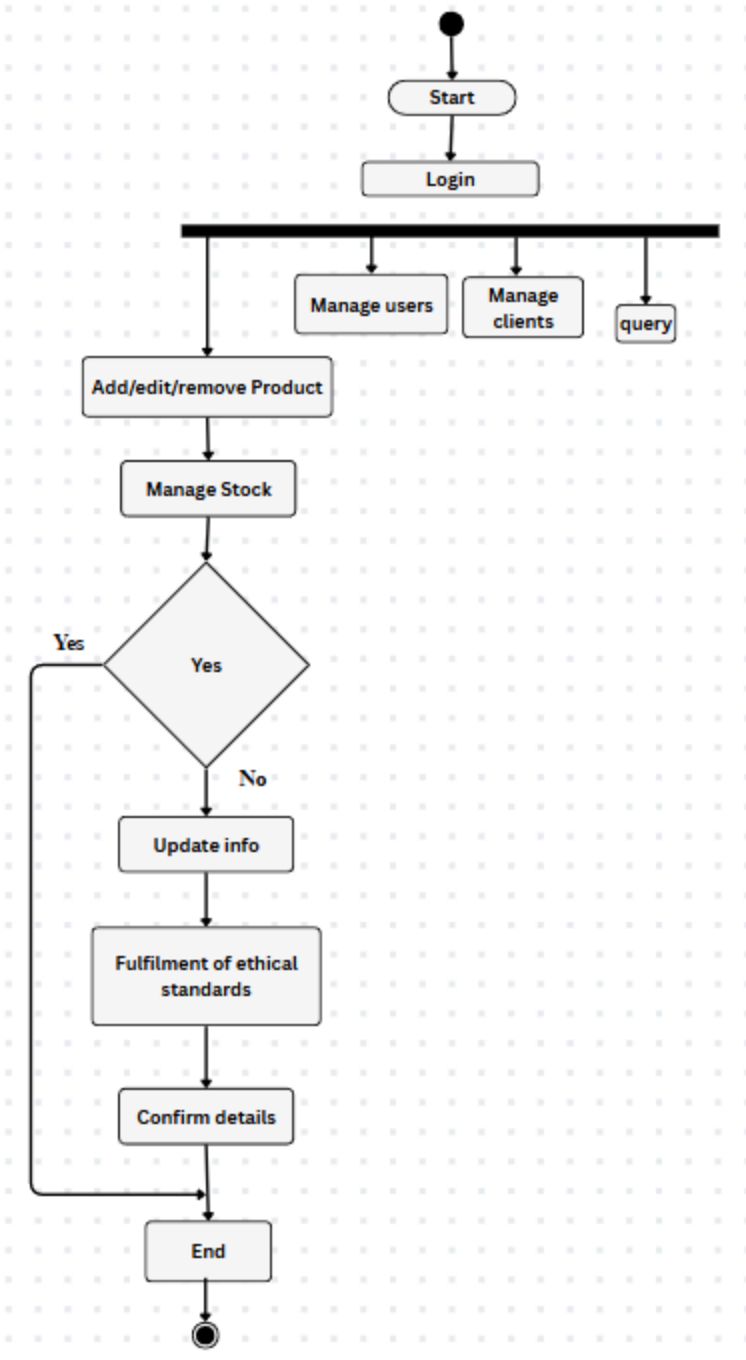 Start
Login
Manage users
Manage
clients
query
Add/edit/remove Product
Manage Stock
Yes
Yes
No
Update info
Fulfilment of ethical
standards
Confirm details
End